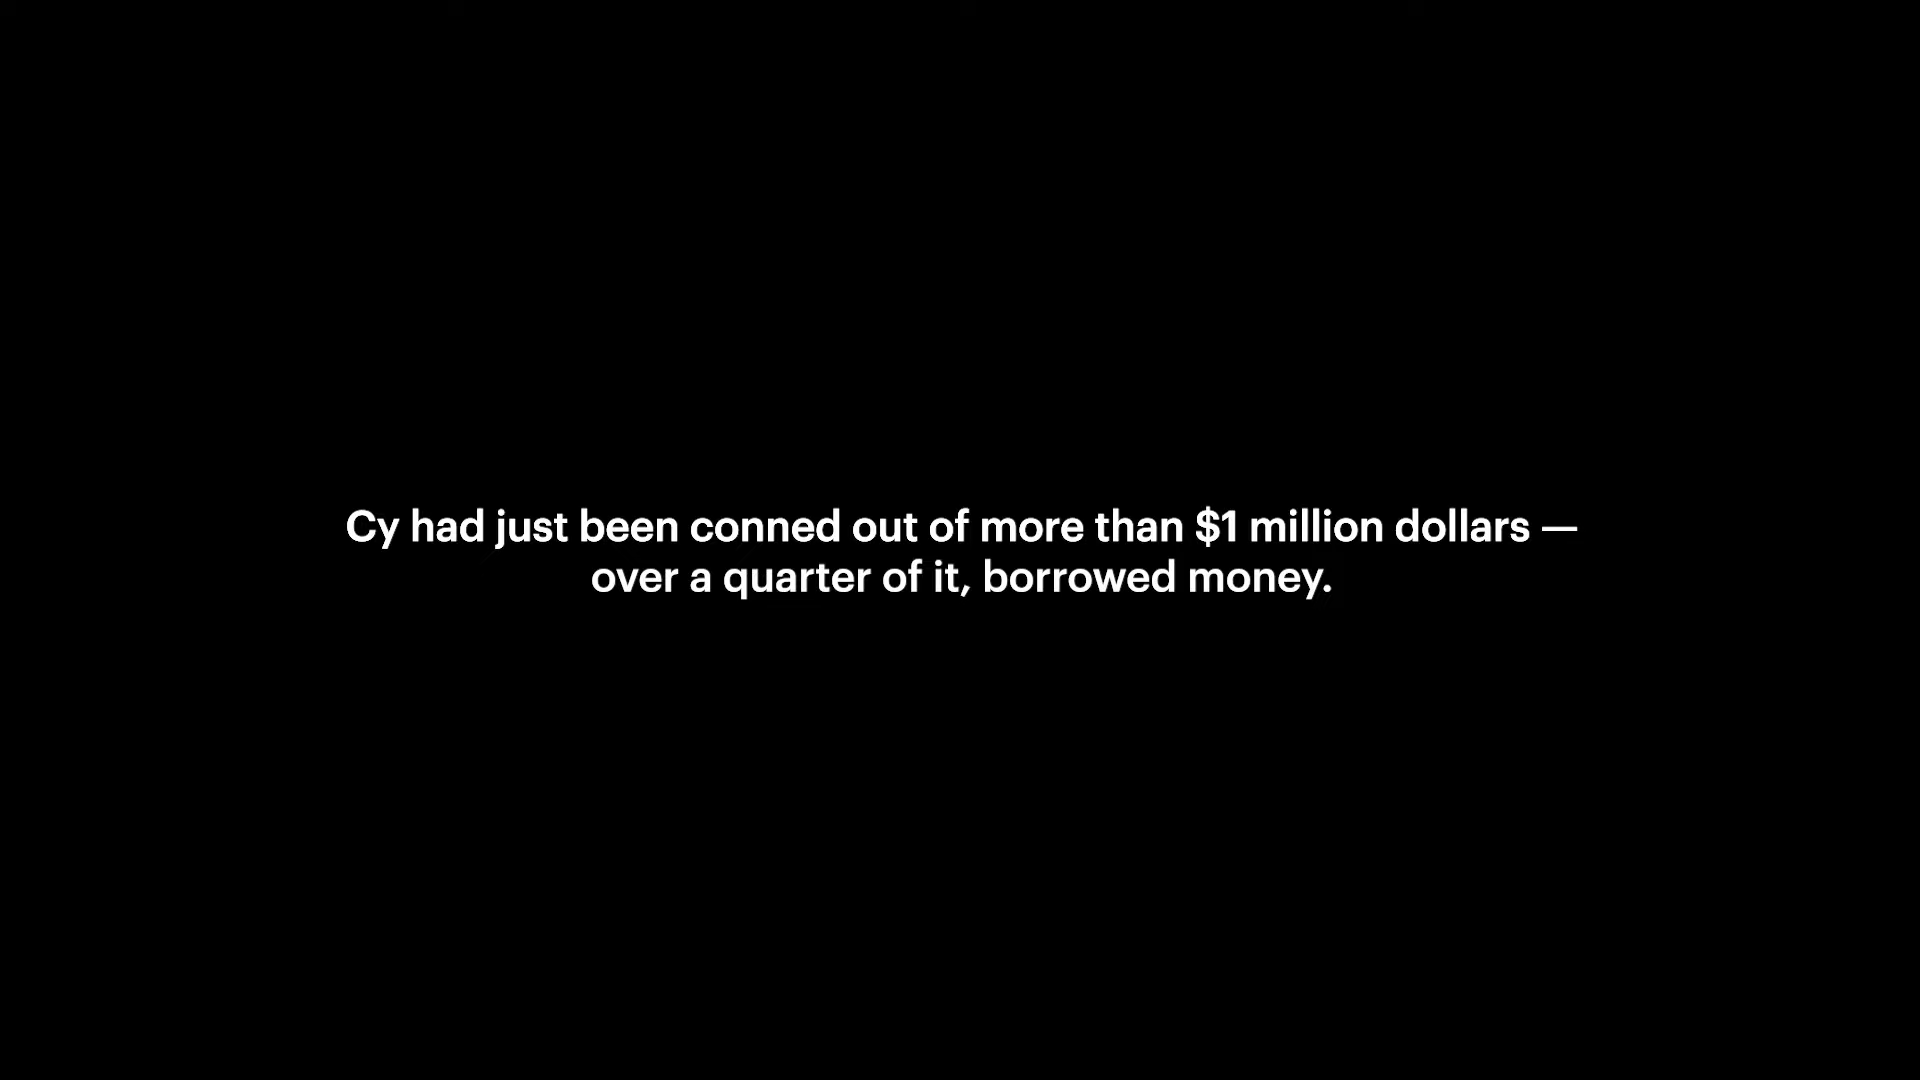 Cy had just been conned out of more than $1 million dollars —
over a quarter of it, borrowed money.